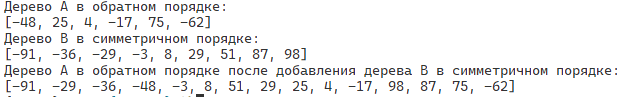 Дерево A в обратном порядке:
[-48, 25, 4, -17, 75, -62]
Дерево B в симметричном порядке:
[-91, -36, -29, -3, 8, 29, 51, 87, 98]
Дерево A в обратном порядке после добавления дерева B в симметричном порядке:
[-91, -29, -36, -48, -3, 8, 51, 29, 25, 4, -17, 98, 87, 75, -62]